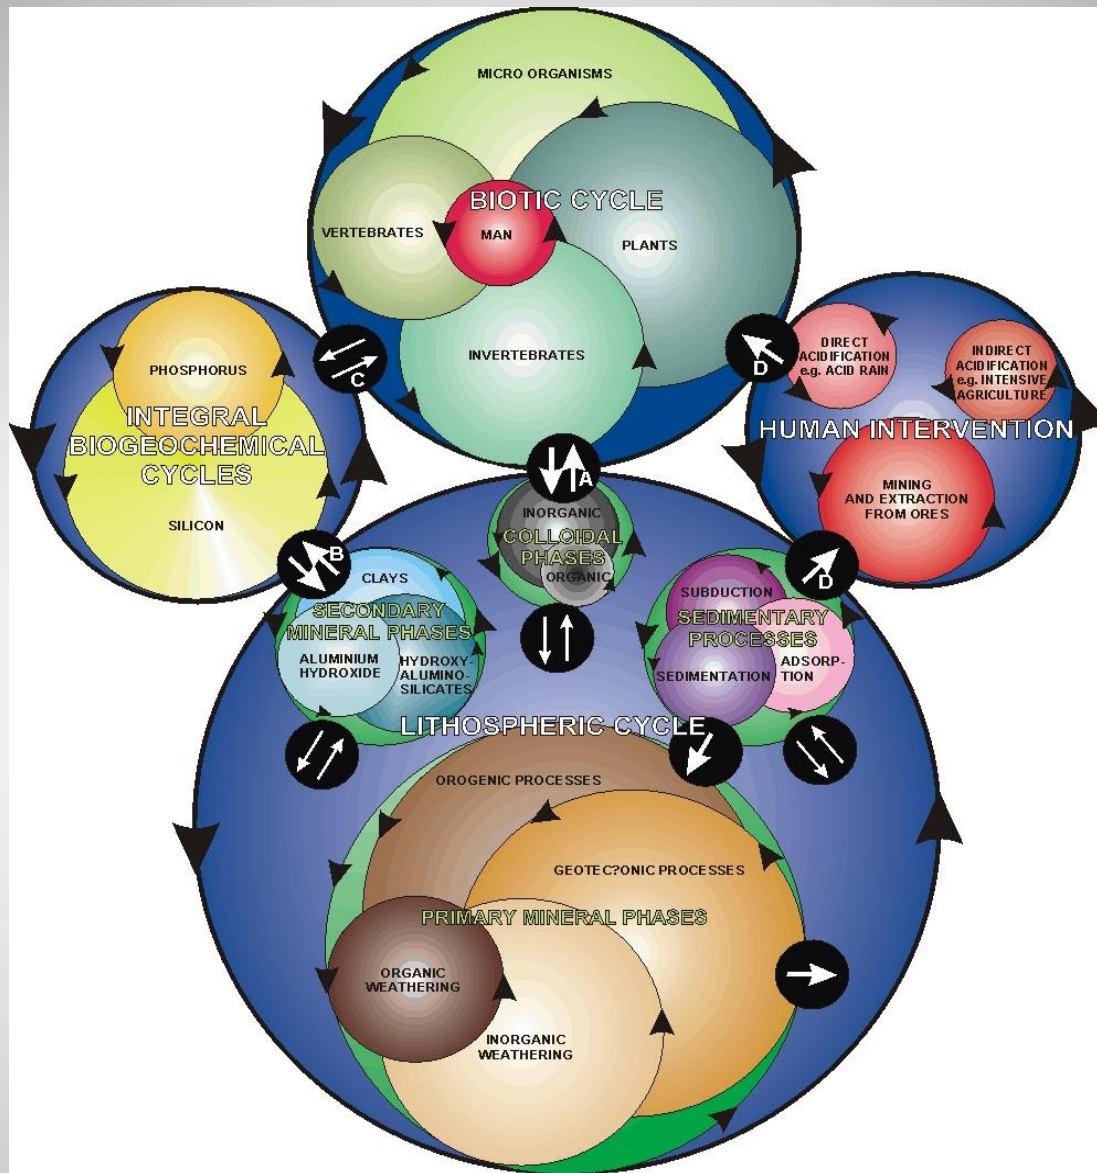 MICRO ORGANISMS
BIOTIC CYCLE
VERTEBRATES
MAN
PLANTS
INVERTEBRATES
PHOSPHORUS
INTEGRAL
BIOGEOCHEMICAL
CYCLES
SILICON
C
D
DIRECT
ACIDIFICATION
e.g. ACID RAIN
INDIRECT
ACIDIFICATION
e.g. INTENSIVE
AGRICULTURE
HUMAN INTERVENTION
MINING
AND EXTRACTION
FROM ORES
A
B
D
INORGANIC
COLLOIDAL
PHASES
ORGANIC
CLAYS
SECONDARY
MINERAL PHASES
ALUMINIUM
HYDROXIDE
HYDROXY-
ALUMINO-
SILICATES
SUBDUCTION
SEDIMENTARY
PROCESSES
SEDIMENTATION
ADSORP-
TION
LITHOSPHERIC CYCLE
OROGENIC PROCESSES
GEOTEC?ONIC PROCESSES
PRIMARY MINERAL PHASES
ORGANIC
WEATHERING
INORGANIC
WEATHERING